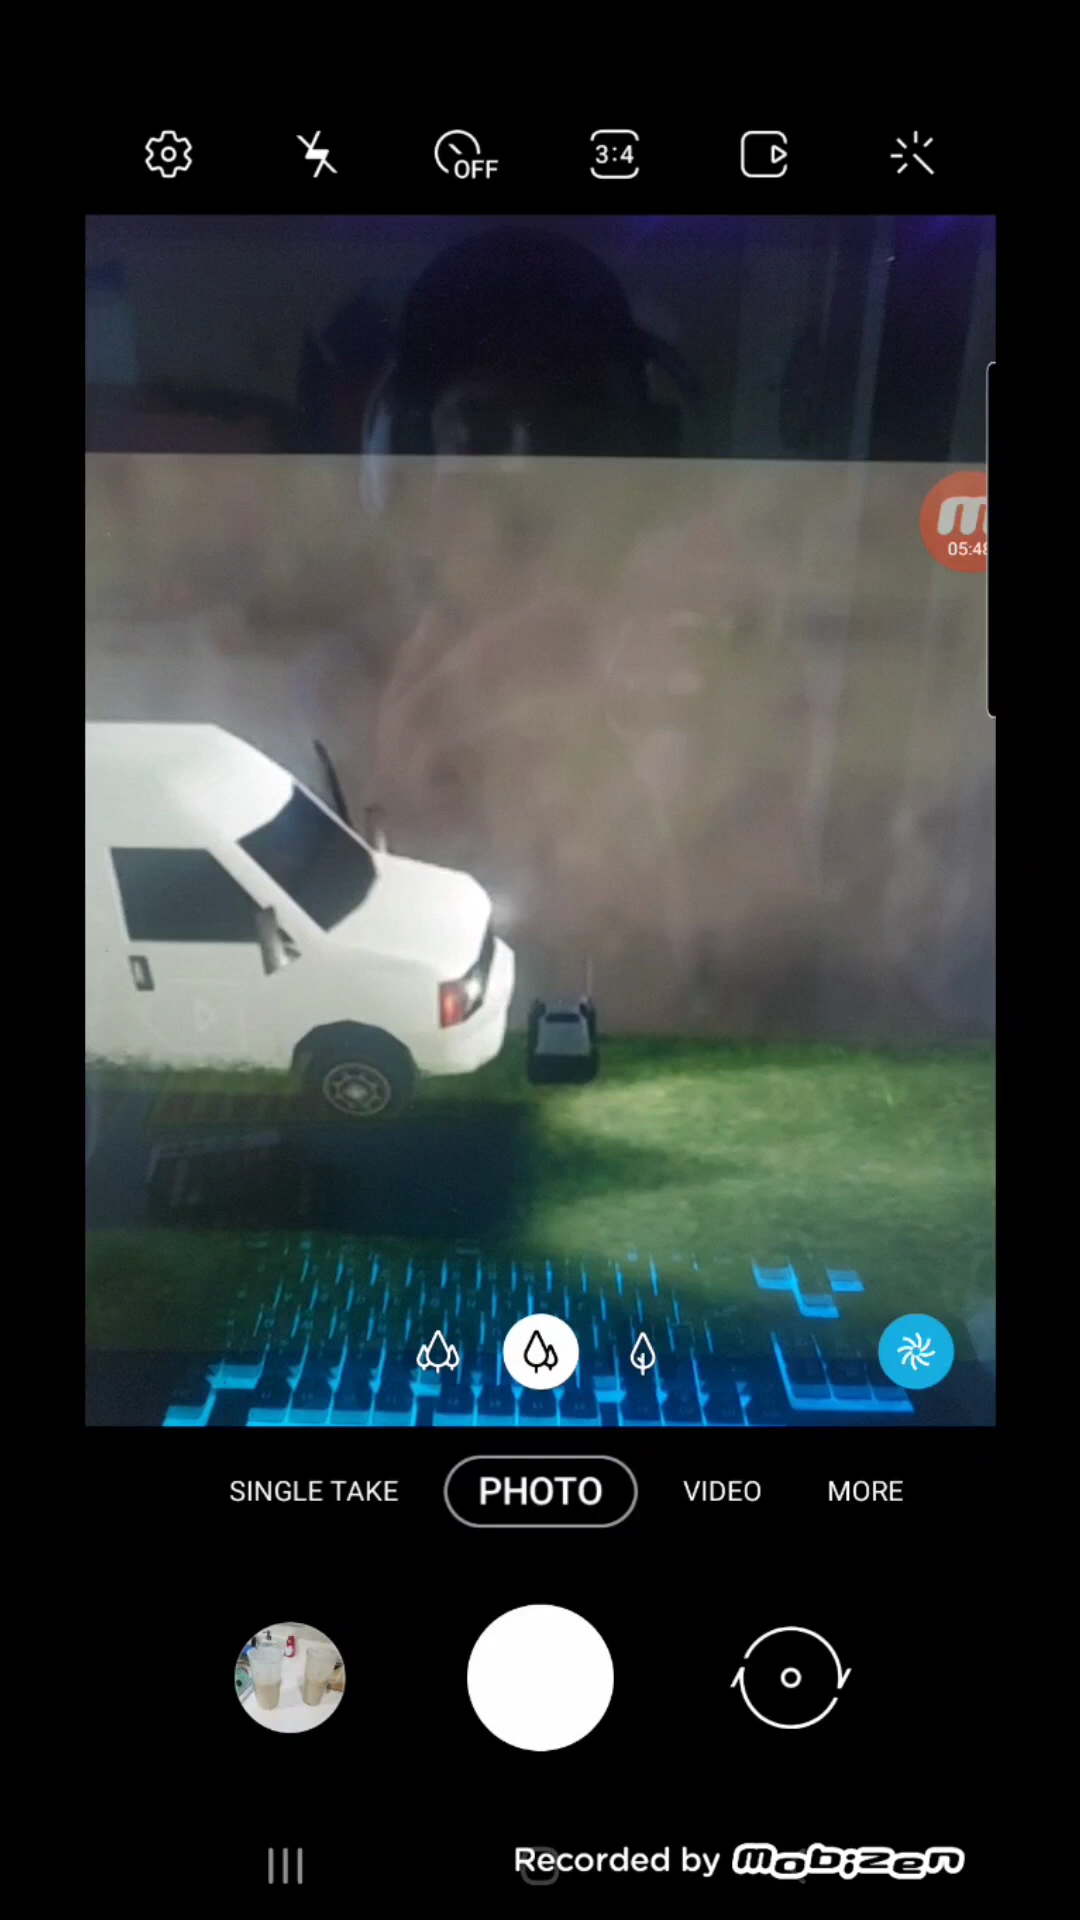 OFF
3:4
m
05:48
SINGLE TAKE
PHOTO
VIDEO
MORE
Recorded by mobizen